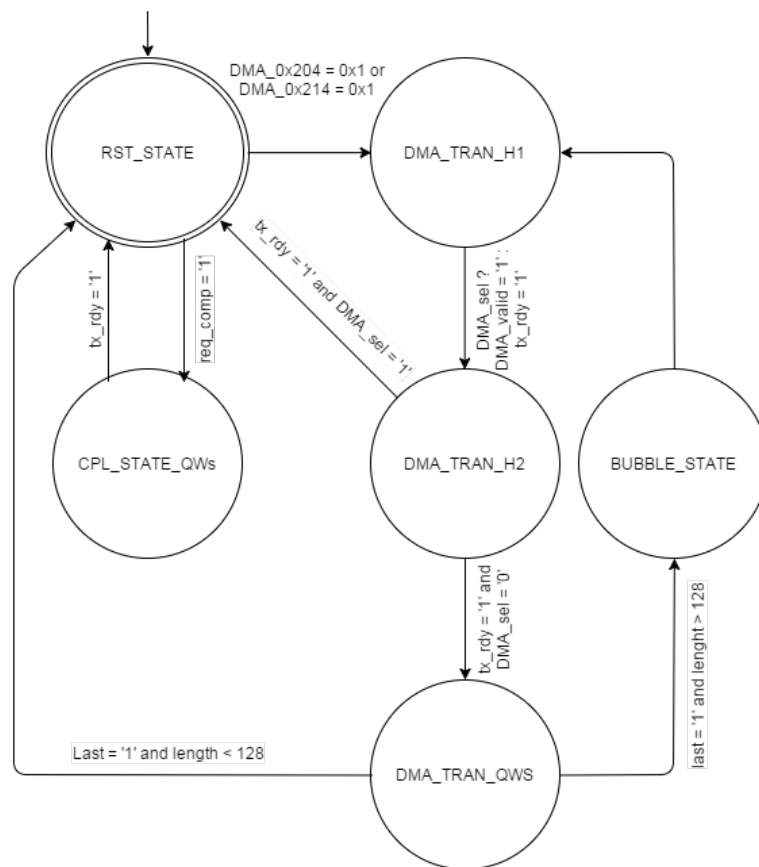 DMA_0x204 = 0x1 or
DMA_0x214 = 0x1
RST_STATE
DMA_TRAN_H1
tx_rdy = '1' and DMA_sel = '1'
tx_rdy = '1'
req_comp = '1'
DMA_sel ?
DMA_valid = '1' :
tx_rdy = '1'
CPL_STATE_QWs
DMA_TRAN_H2
BUBBLE_STATE
tx_rdy = '1' and
DMA_sel = '0'
last = '1' and lenght > 128
Last = '1' and length < 128
DMA_TRAN_QWS